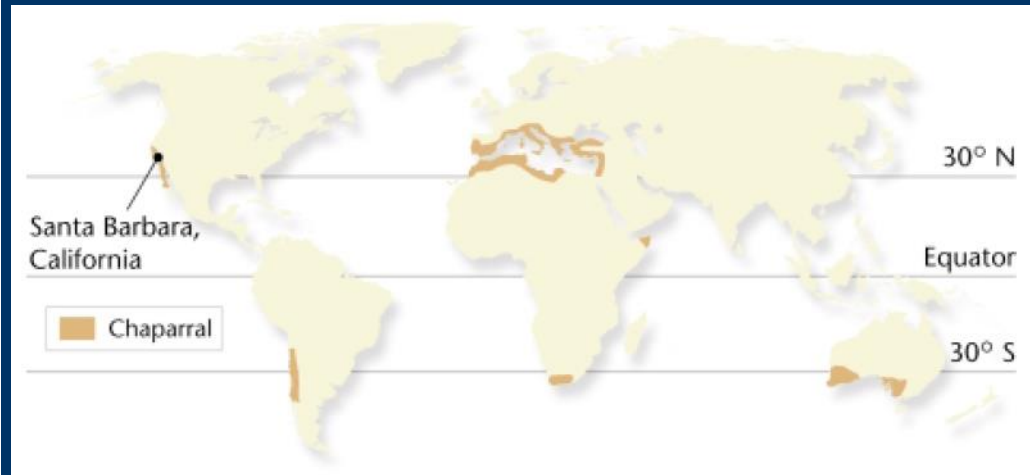 30° N
Santa Barbara,
California
Equator
Chaparral
30° S